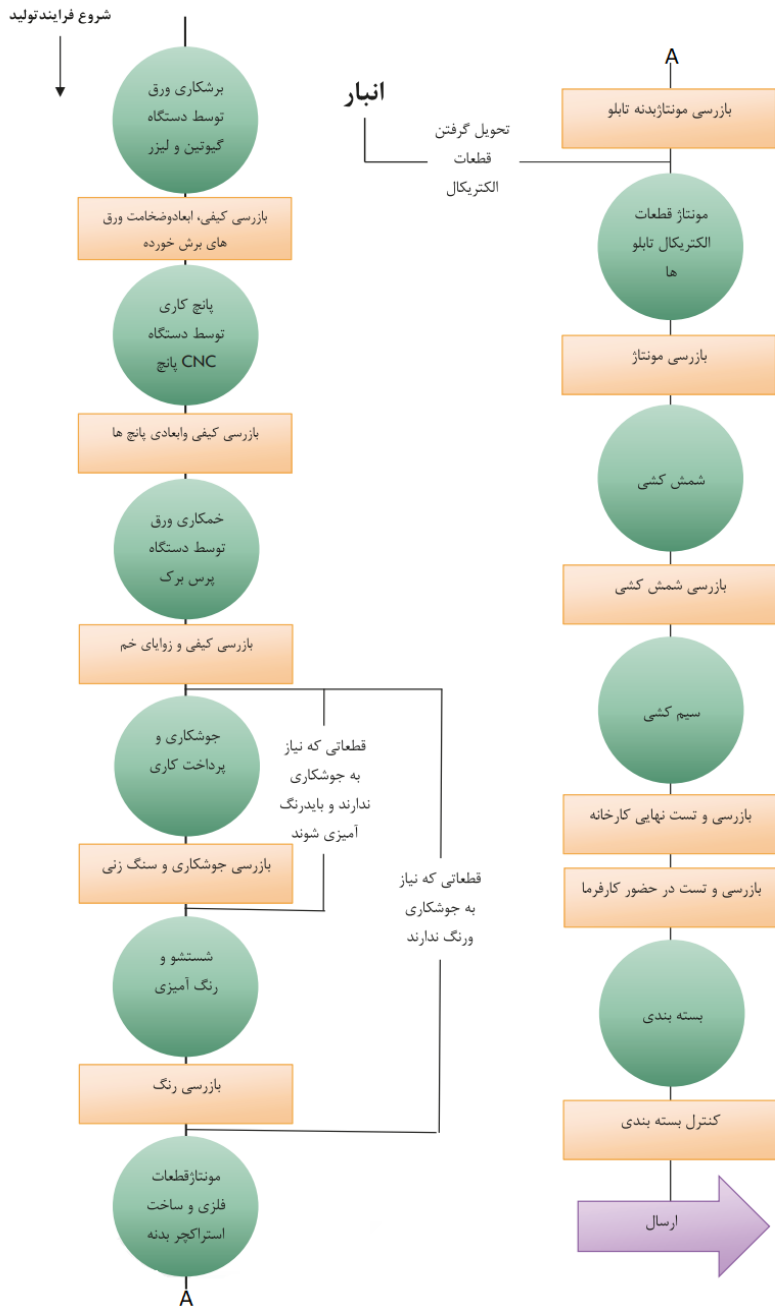 شروع فرایندتولید
برشکاری ورق
توسط دستگاه
گیوتین و لیزر
بازرسی کیفی، ابعادوضخامت ورق
های برش خورده
پانچ کاری
توسط دستگاه
پانچ CNC
بازرسی کیفی وابعادی پانچ ها
خمکاری ورق
توسط دستگاه
پرس برک
بازرسی کیفی و زوایای خم
جوشکاری و
پرداخت کاری
قطعاتی که نیاز
به جوشکاری
ندارند و بایدرنگ
آمیزی شوند
بازرسی جوشکاری و سنگ زنی
قطعاتی که نیاز
به جوشکاری
ورنگ ندارند
شستشو و
رنگ آمیزی
بازرسی رنگ
مونتاژقطعات
فلزی و ساخت
استراکچر بدنه
A
A
بازرسی مونتاژبدنه تابلو
انبار
تحویل گرفتن
قطعات
الکتریکال
مونتاژ قطعات
الکتریکال تابلو
ها
بازرسی مونتاژ
شمش کشی
بازرسی شمش کشی
سیم کشی
بازرسی و تست نهایی کارخانه
بازرسی و تست در حضور کارفرما
بسته بندی
کنترل بسته بندی
ارسال